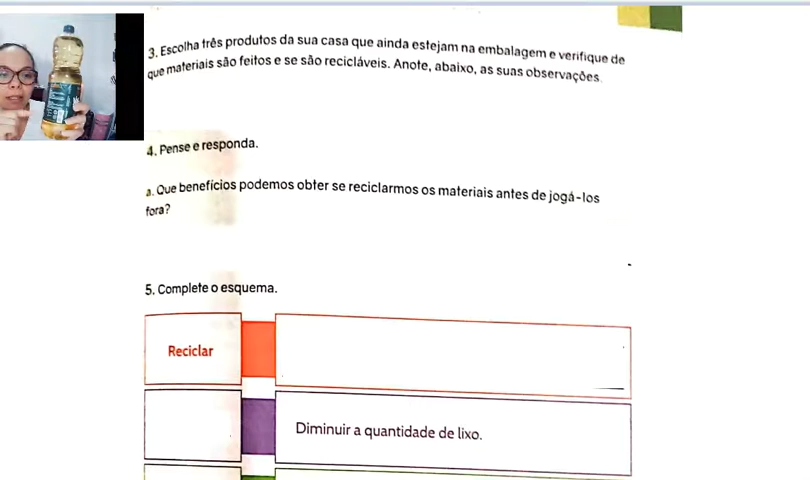 3. Escolha três produtos da sua casa que ainda estejam na embalagem e verifique de
que materiais são feitos e se são recicláveis. Anote, abaixo, as suas observações.
4. Pense e responda.
a. Que benefícios podemos obter se reciclarmos os materiais antes de jogá-los
fora?
5. Complete o esquema.
Reciclar
Diminuir a quantidade de lixo.